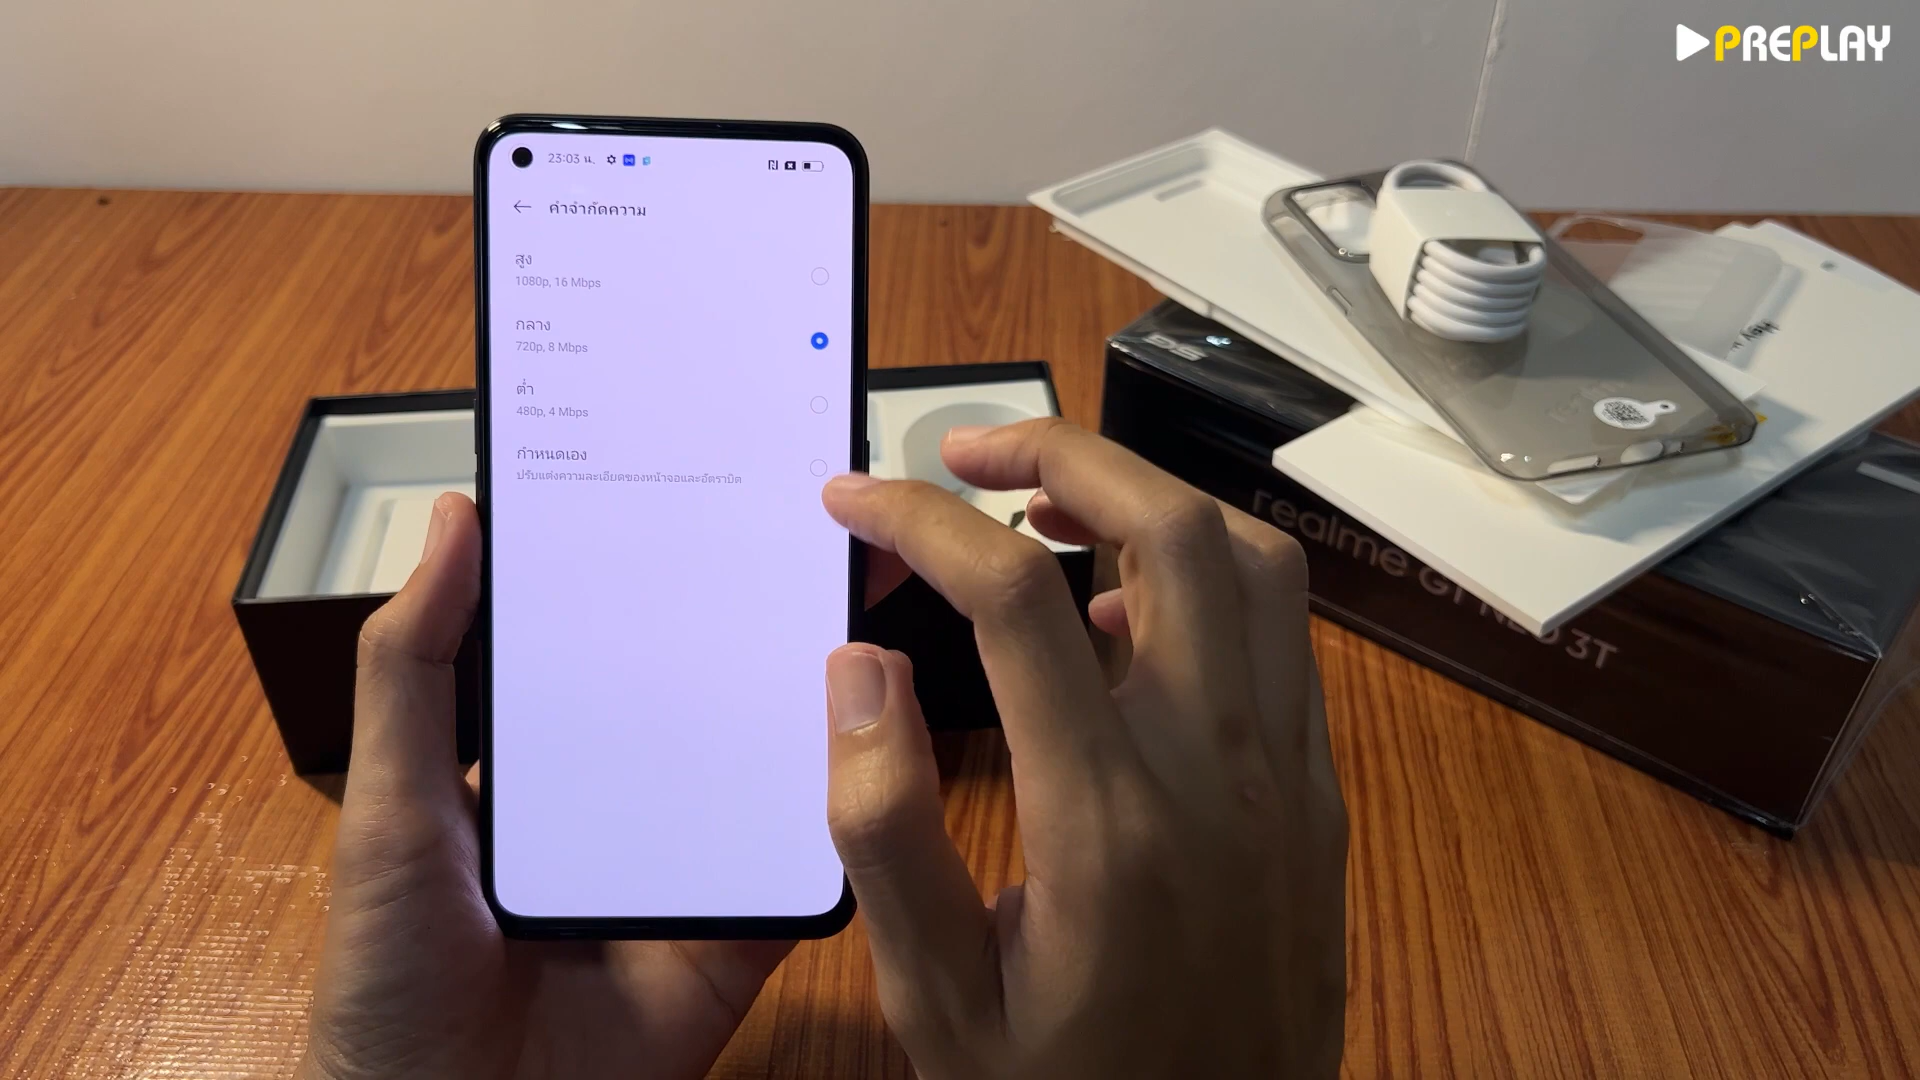 PREPLAY
23:03 น.
คำจำกัดความ
สูง
1080p, 16 Mbps
กลาง
720p, 8 Mbps
ต่ำ
480p, 4 Mbps
กำหนดเอง
ปรับแต่งความละเอียดของหน้าจอและอัตราบิต
5G
realme GT NEO 3T